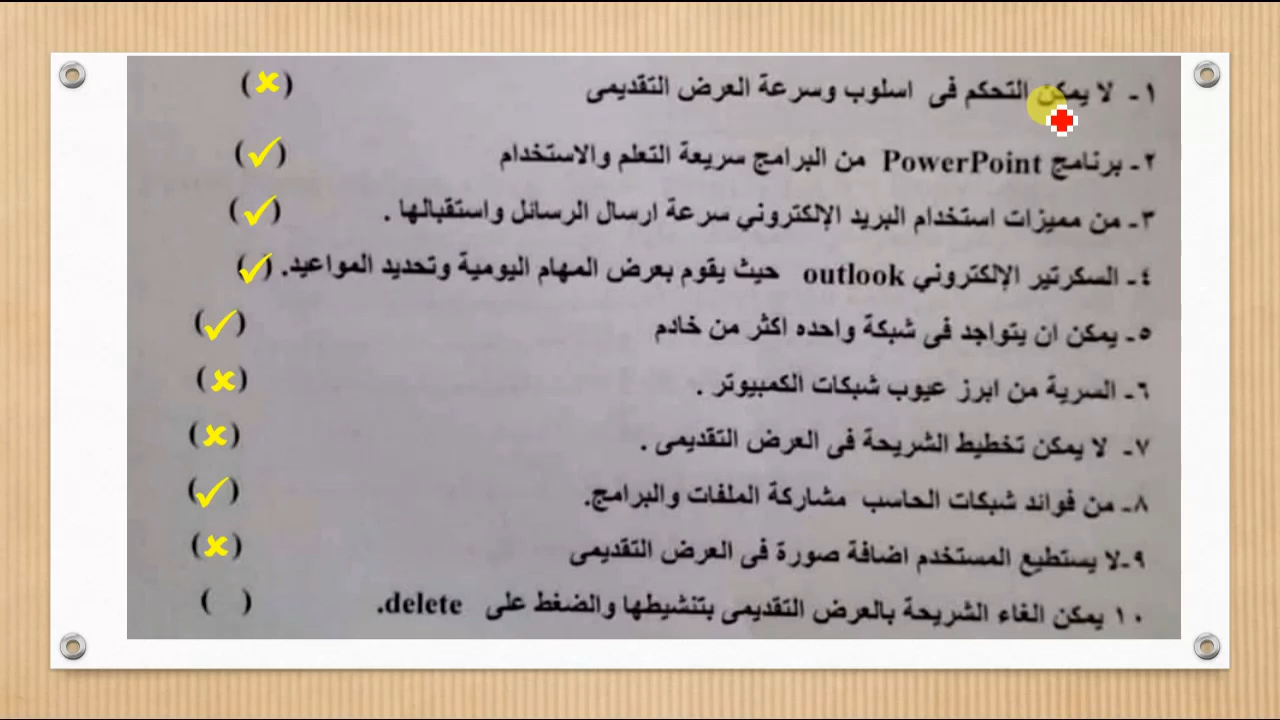 ١- لا يمكن التحكم فى اسلوب وسرعة العرض التقديمى (✘)
٢- برنامج PowerPoint من البرامج سريعة التعلم والاستخدام (✓)
٣- من مميزات استخدام البريد الإلكتروني سرعة ارسال الرسائل واستقبالها . (✓)
٤- السكرتير الإلكتروني outlook حيث يقوم بعرض المهام اليومية وتحديد المواعيد. (✓)
٥- يمكن ان يتواجد فى شبكة واحده اكثر من خادم (✓)
٦- السرية من ابرز عيوب شبكات الكمبيوتر . (✘)
٧- لا يمكن تخطيط الشريحة فى العرض التقديمى . (✘)
٨- من فوائد شبكات الحاسب مشاركة الملفات والبرامج. (✓)
٩-لا يستطيع المستخدم اضافة صورة فى العرض التقديمى (✘)
١٠ يمكن الغاء الشريحة بالعرض التقديمى بتنشيطها والضغط على delete. ( )